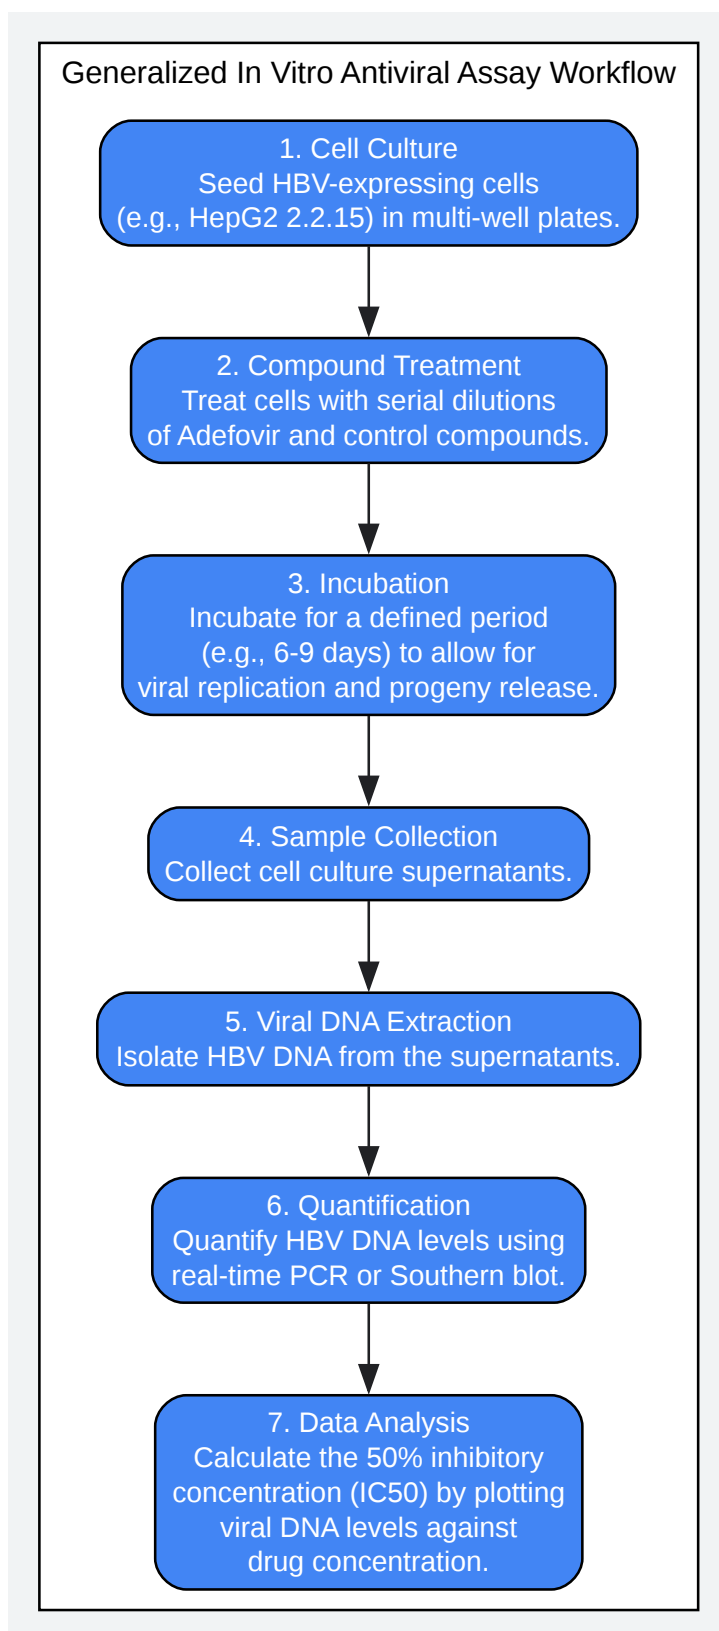 Generalized In Vitro Antiviral Assay Workflow
1. Cell Culture
Seed HBV-expressing cells
(e.g., HepG2 2.2.15) in multi-well plates.
2. Compound Treatment
Treat cells with serial dilutions
of Adefovir and control compounds.
3. Incubation
Incubate for a defined period
(e.g., 6-9 days) to allow for
viral replication and progeny release.
4. Sample Collection
Collect cell culture supernatants.
5. Viral DNA Extraction
Isolate HBV DNA from the supernatants.
6. Quantification
Quantify HBV DNA levels using
real-time PCR or Southern blot.
7. Data Analysis
Calculate the 50% inhibitory
concentration (IC50) by plotting
viral DNA levels against
drug concentration.